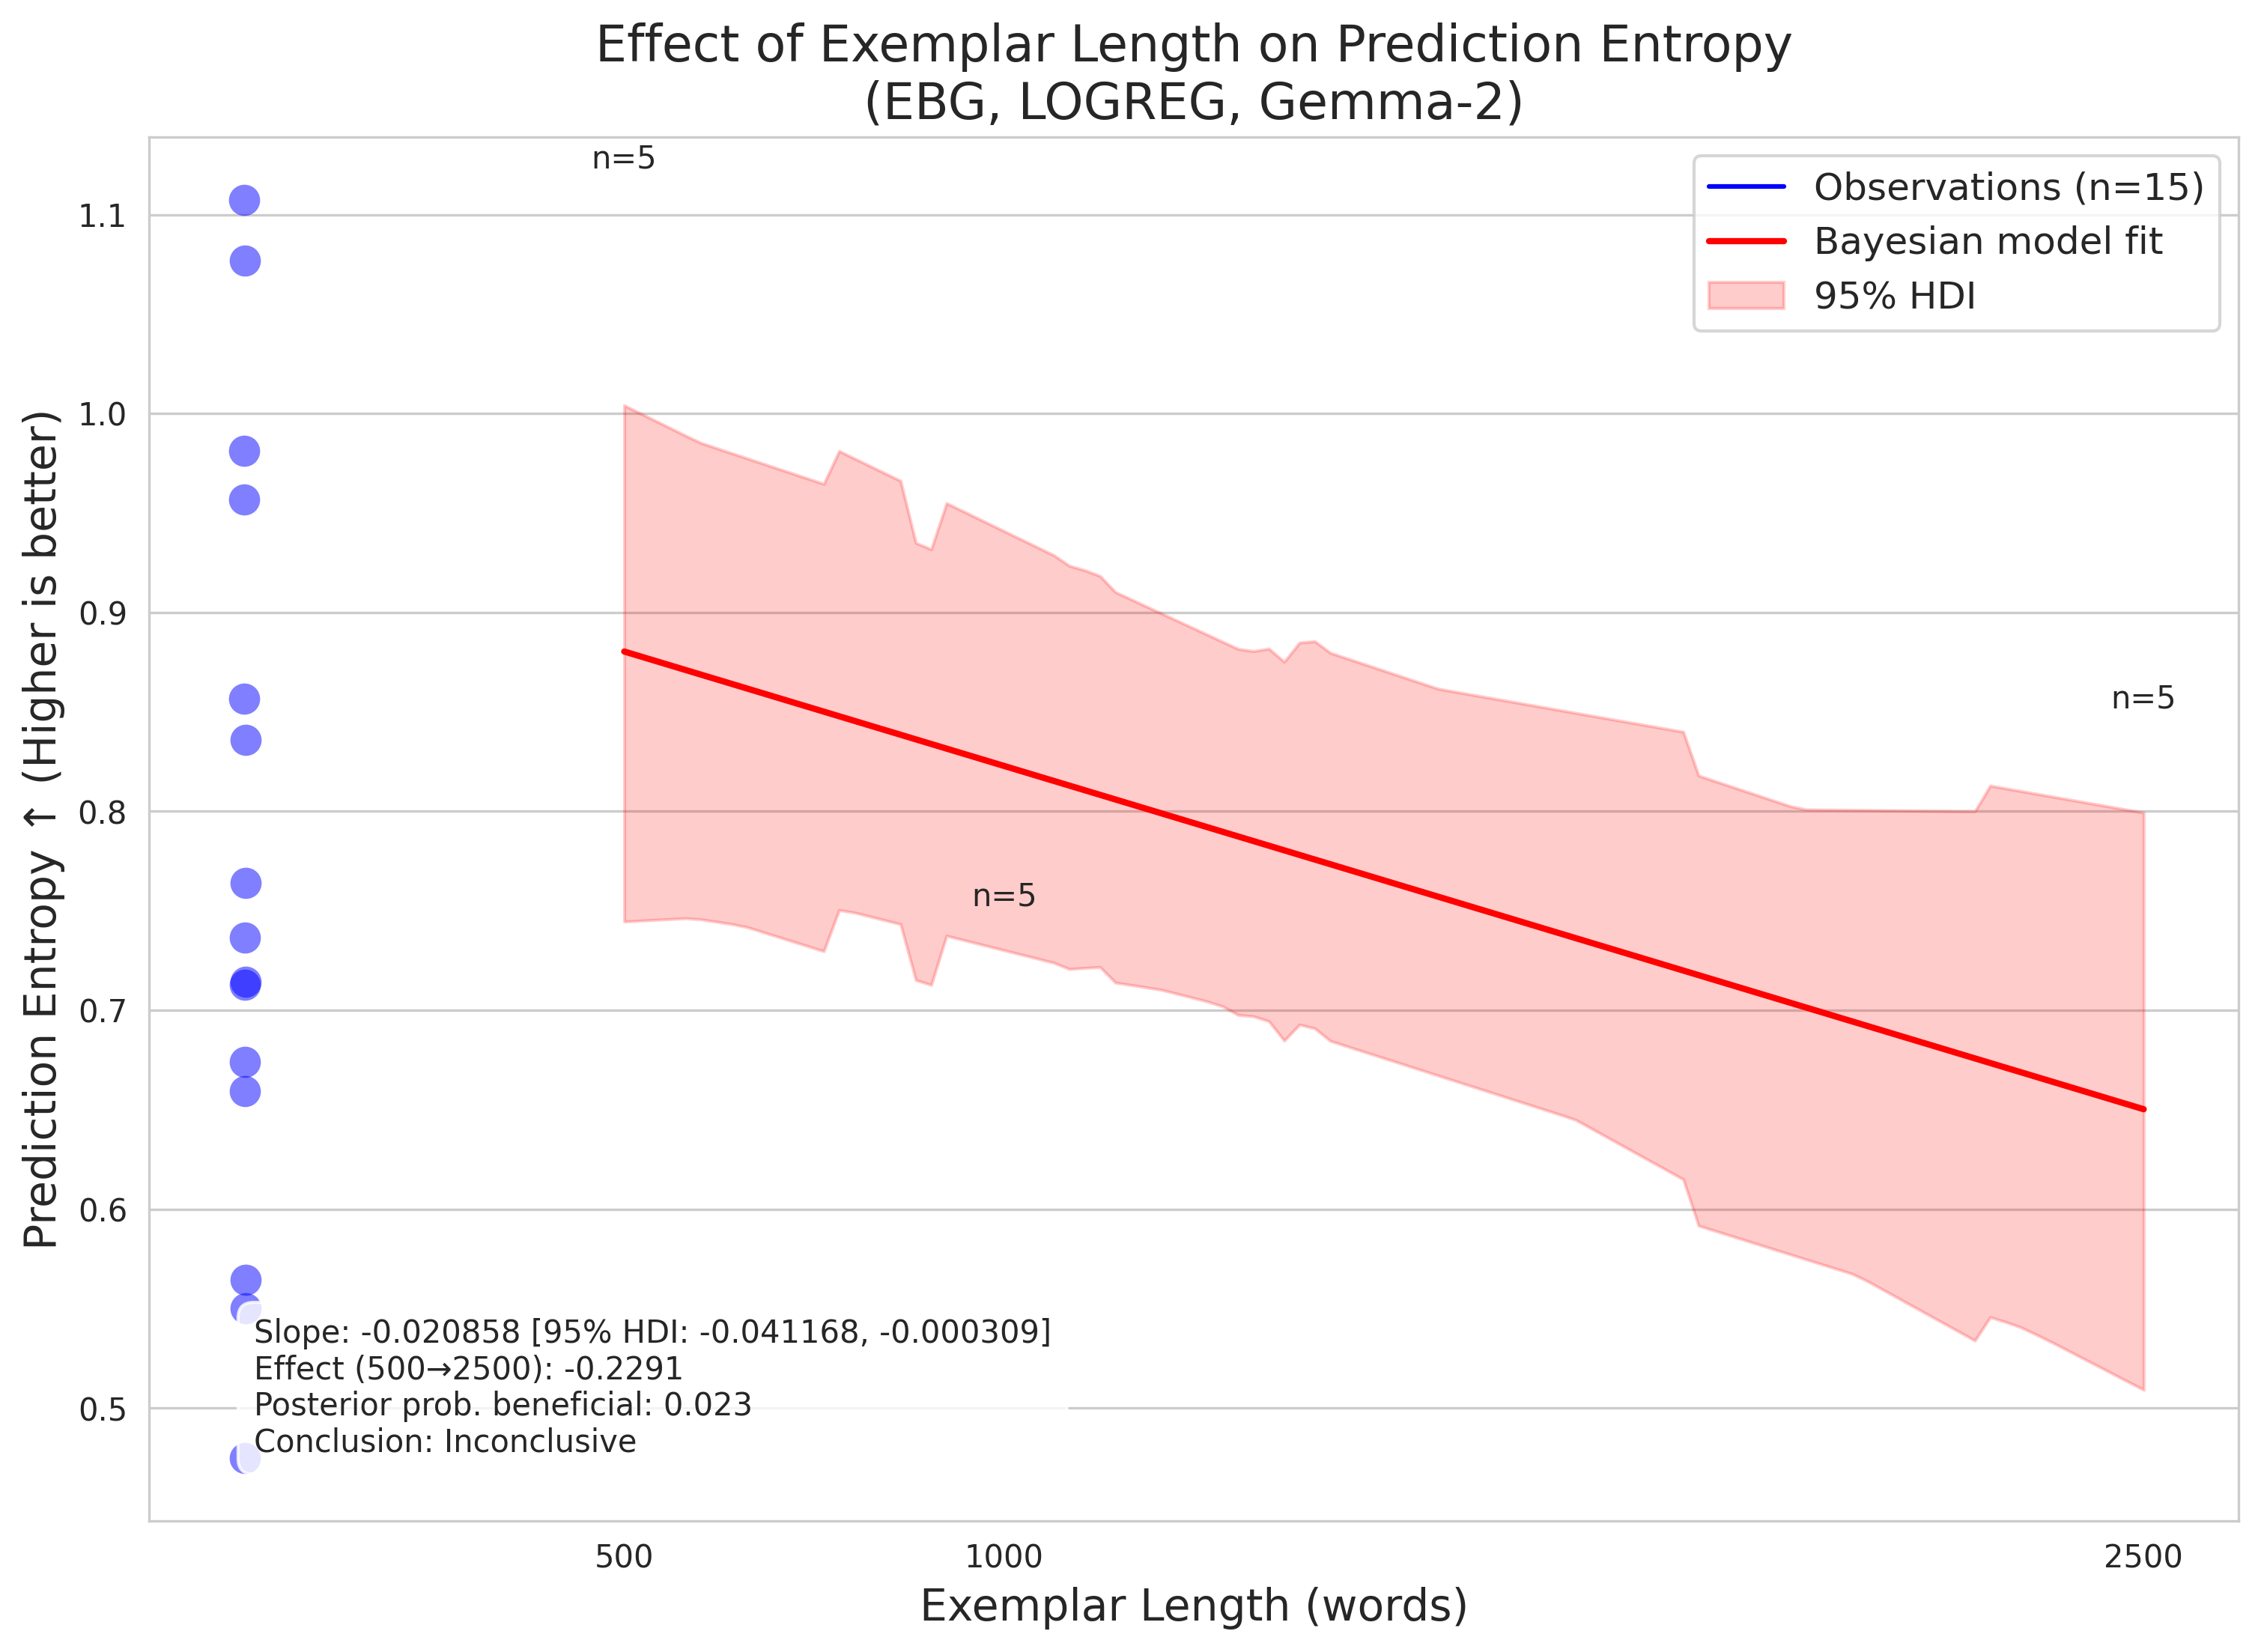 Effect of Exemplar Length on Prediction Entropy
(EBG, LOGREG, Gemma-2)
n=5
Observations (n=15)
Bayesian model fit
95% HDI
1.1
1.0
0.9
0.8
0.7
0.6
0.5
Prediction Entropy ↑ (Higher is better)
n=5
n=5
Slope: -0.020858 [95% HDI: -0.041168, -0.000309]
Effect (500→2500): -0.2291
Posterior prob. beneficial: 0.023
Conclusion: Inconclusive
500
1000
2500
Exemplar Length (words)